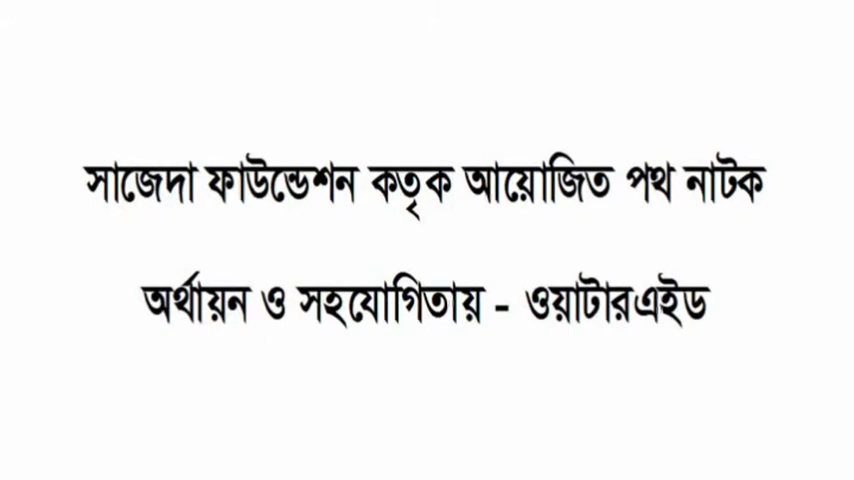 সাজেদা ফাউন্ডেশন কতৃক আয়োজিত পথ নাটক
অর্থায়ন ও সহযোগিতায় - ওয়াটারএইড